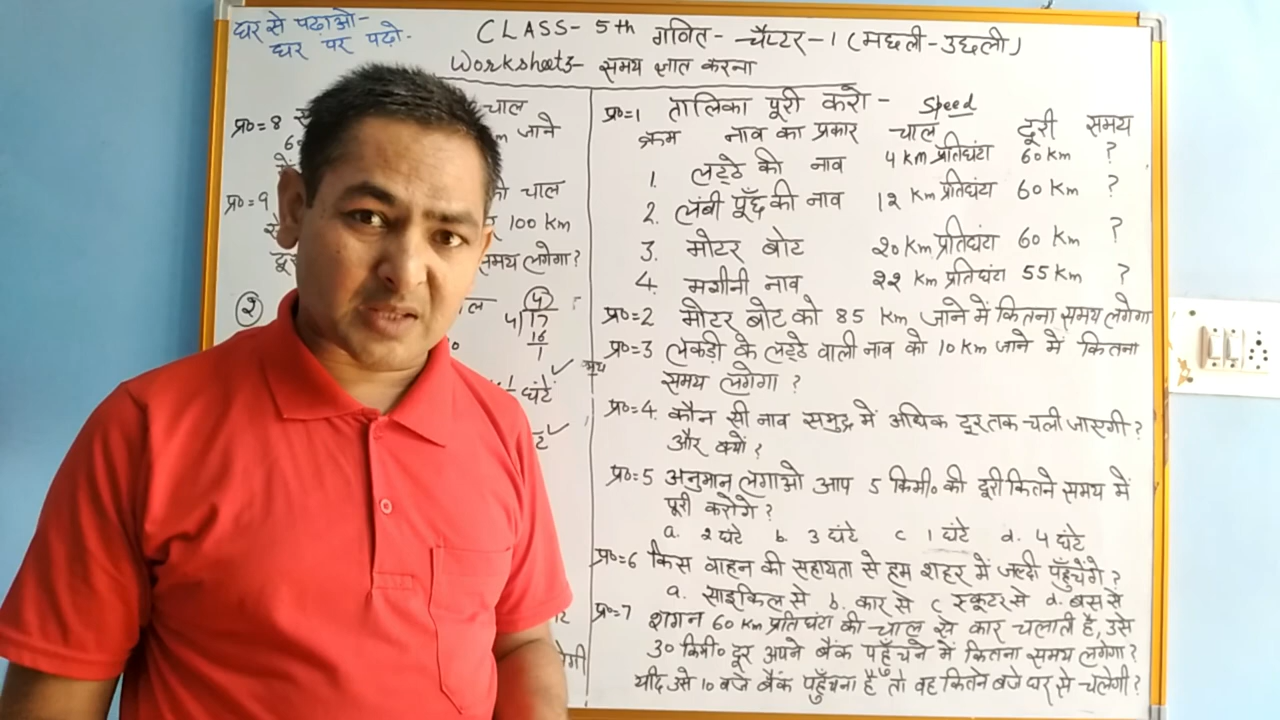 घर से पढाओ-
घर पर पढो-
CLASS- 5th गणित- चैप्टर-1 (मछली-उछली)
Worksheet3- समय ज्ञात करना
प्र०=8
चाल
जाने
प्र०=9
चाल
100 Km
समय लगेगा?
२
4
4 17
16
1
घंटे
प्र०=1 तालिका पूरी करो- Speed
क्रम नाव का प्रकार चाल दूरी समय
1. लट्ठे की नाव 4 Km प्रतिघंटा 60 Km ?
2. लंबी पूँछ की नाव 12 Km प्रतिघंटा 60 Km ?
3. मोटर बोट 20 Km प्रतिघंटा 60 Km ?
4. मशीनी नाव 22 Km प्रतिघंटा 55 Km ?
प्र०=2 मोटर बोट को 85 Km जाने में कितना समय लगेगा
प्र०=3 लकड़ी के लट्ठे वाली नाव को 10 Km जाने में कितना
समय लगेगा ?
प्र०=4. कौन सी नाव समुद्र में अधिक दूर तक चली जाएगी ?
और क्यों ?
प्र०=5 अनुमान लगाओ आप 5 किमी० की दूरी कितने समय में
पूरी करोगे ?
a. 2 घंटे b. 3 घंटे c 1 घंटे d. 4 घंटे
प्र०=6 किस वाहन की सहायता से हम शहर में जल्दी पहुँचेंगे ?
a. साइकिल से b. कार से c स्कूटर से d. बस से
प्र०=7 शगन 60 Km प्रतिघंटा की चाल से कार चलाती है, उसे
30 किमी० दूर अपने बैंक पहुँचने में कितना समय लगेगा?
यदि उसे 10 बजे बैंक पहुँचना है तो वह कितने बजे घर से चलेगी?